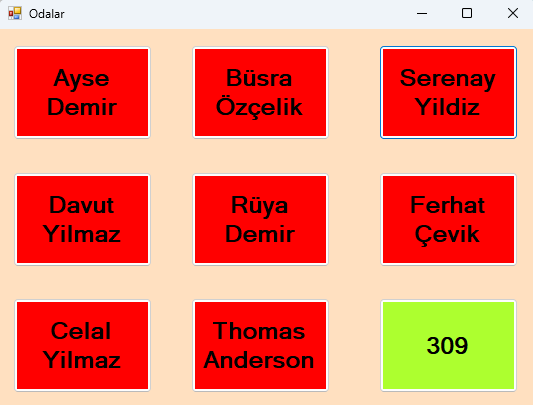 Odalar
Ayse
Demir
Büsra
Özçelik
Serenay
Yildiz
Davut
Yilmaz
Rüya
Demir
Ferhat
Çevik
Celal
Yilmaz
Thomas
Anderson
309